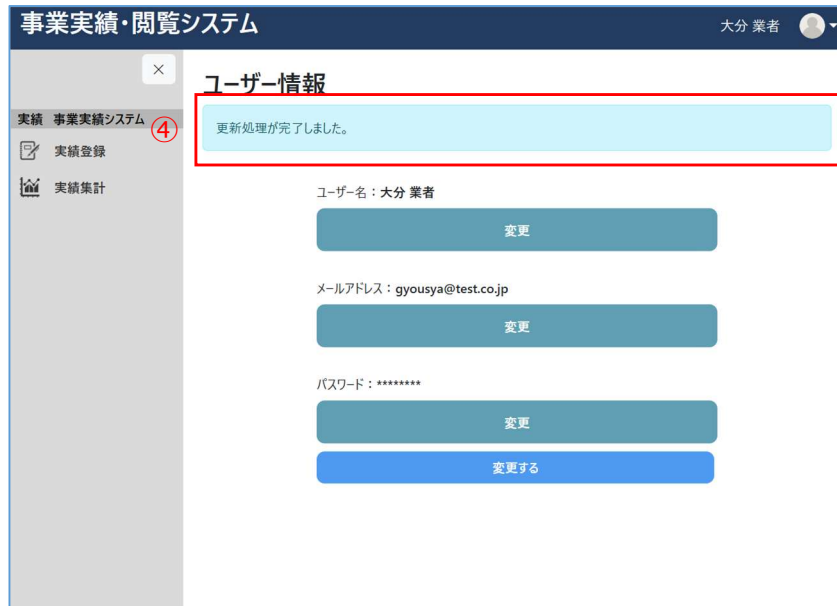 事業実績・閲覧システム
大分 業者
×
ユーザー情報
実績 事業実績システム
④
更新処理が完了しました。
実績登録
実績集計
ユーザー名：大分 業者
変更
メールアドレス：gyousya@test.co.jp
変更
パスワード：********
変更
変更する